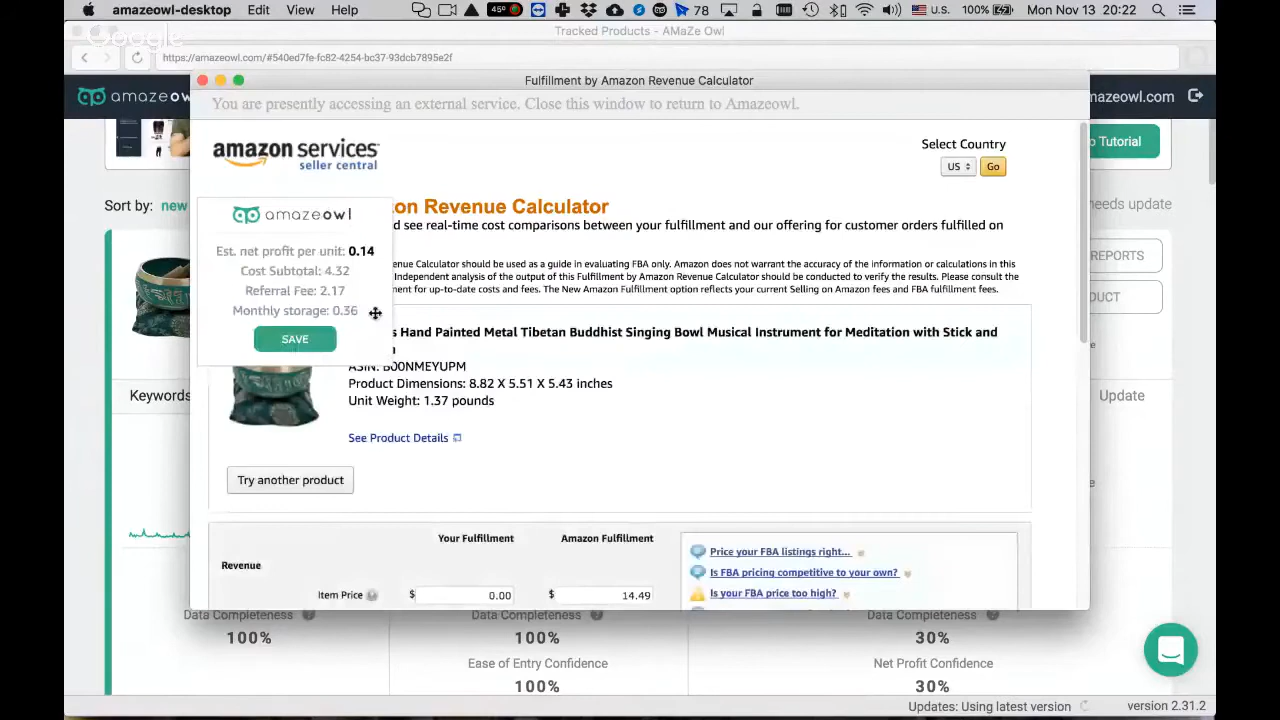 amazeowl-desktop Edit View Help 45° 78 U.S. 100% Mon Nov 13 20:22
Google
Tracked Products - AMaZe Owl
https://amazeowl.com/#540ed7fe-fc82-4254-bc37-93dcb7895e2f
Fulfillment by Amazon Revenue Calculator
amazeow
mazeowl.com
You are presently accessing an external service. Close this window to return to Amazeowl.
amazon services
seller central
Select Country
US Go
Tutorial
Sort by: new
needs update
amazeowl
on Revenue Calculator
see real-time cost comparisons between your fulfillment and our offering for customer orders fulfilled on
Est. net profit per unit: 0.14
Cost Subtotal: 4.32
Referral Fee: 2.17
Monthly storage: 0.36
SAVE
enue Calculator should be used as a guide in evaluating FBA only. Amazon does not warrant the accuracy of the information or calculations in this
Independent analysis of the output of this Fulfillment by Amazon Revenue Calculator should be conducted to verify the results. Please consult the
ment for up-to-date costs and fees. The New Amazon Fulfillment option reflects your current Selling on Amazon fees and FBA fulfillment fees.
REPORTS
DUCT
s Hand Painted Metal Tibetan Buddhist Singing Bowl Musical Instrument for Meditation with Stick and
ASIN: B00NMEYUPM
Product Dimensions: 8.82 X 5.51 X 5.43 inches
Unit Weight: 1.37 pounds
See Product Details
Keywords
Update
Try another product
Your Fulfillment Amazon Fulfillment
Revenue
Item Price $ 0.00 $ 14.49
Price your FBA listings right...
Is FBA pricing competitive to your own?
Is your FBA price too high?
Data Completeness Data Completeness Data Completeness
100% 100% 30%
Ease of Entry Confidence Net Profit Confidence
100% 30%
Updates: Using latest version version 2.31.2